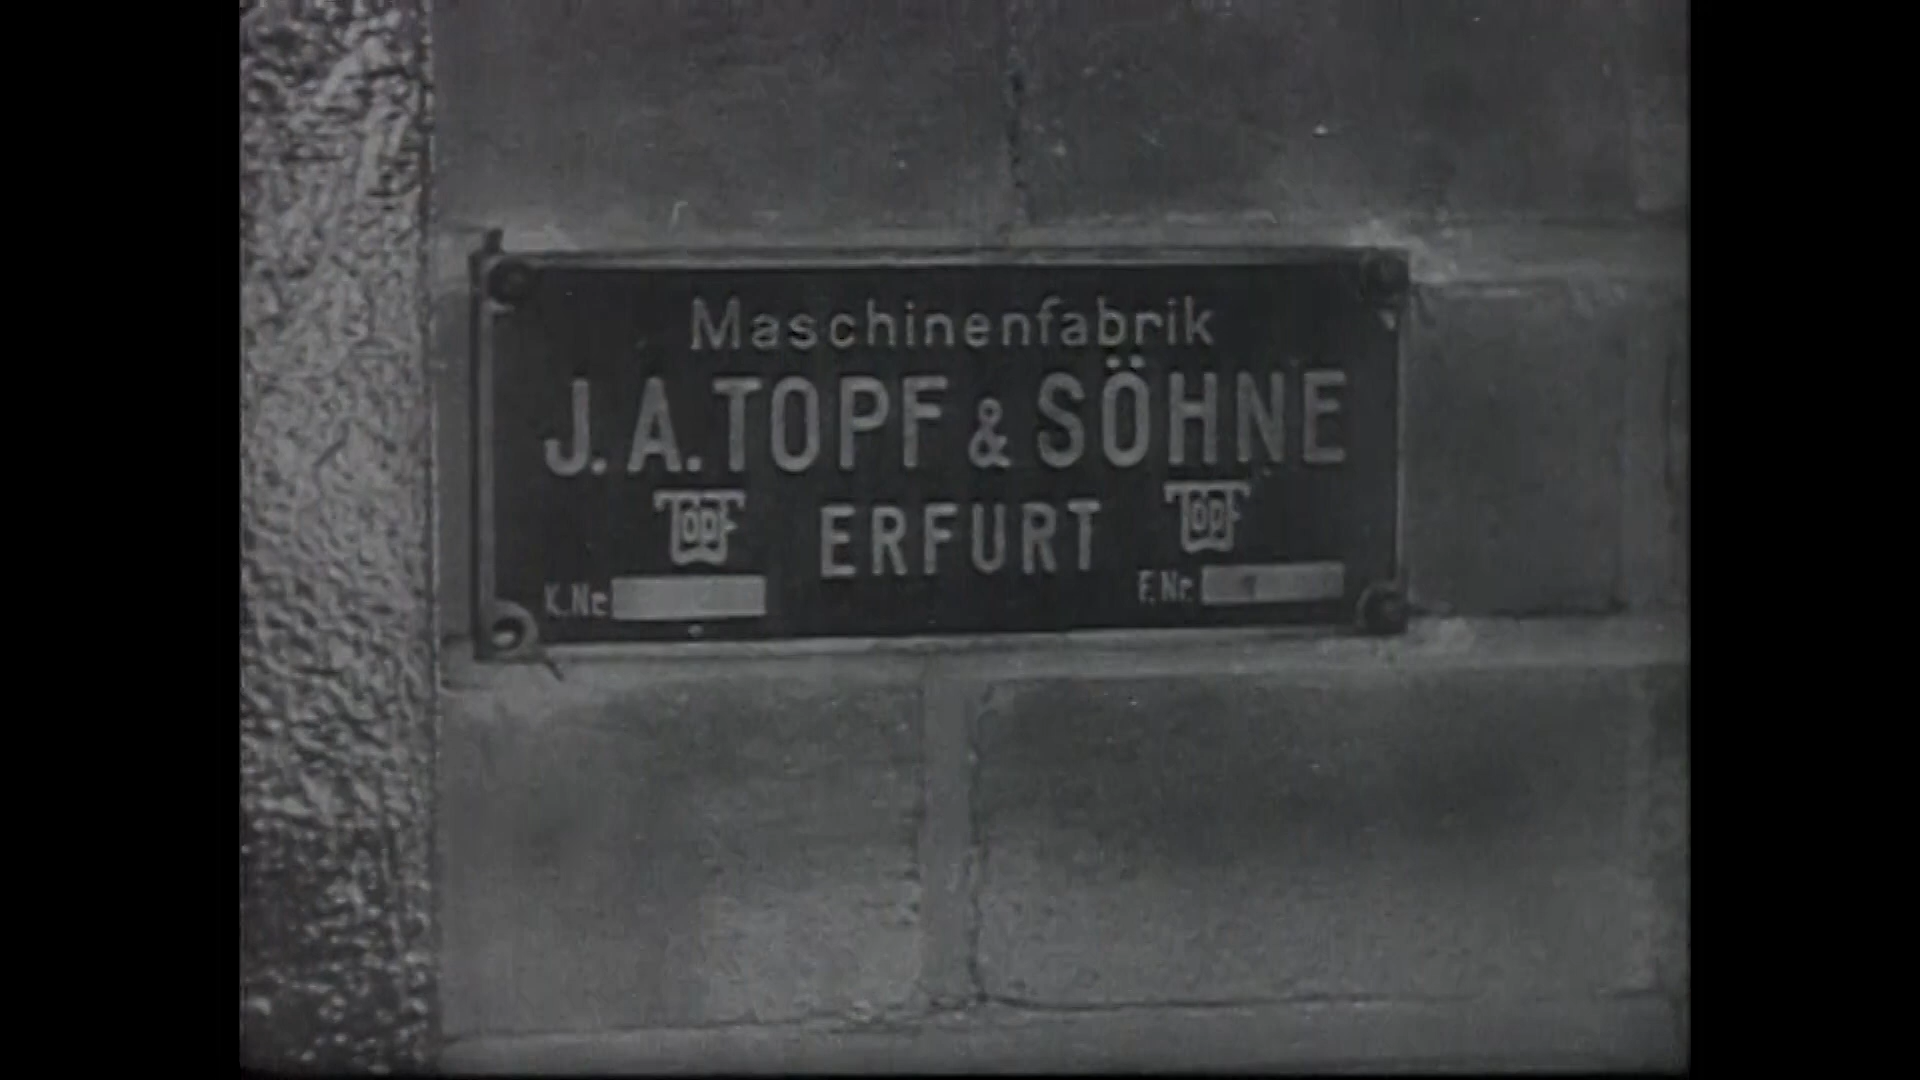 Maschinenfabrik
J. A. TOPF & SÖHNE
TOPF ERFURT TOPF
K. Nr. F. Nr.